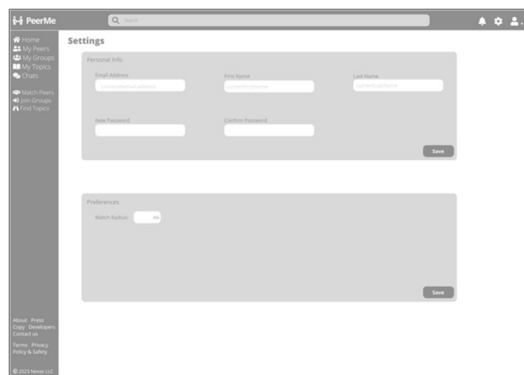 PeerMe
Search
Home
My Peers
My Groups
My Topics
Chats
Match Peers
Join Groups
Find Topics
Settings
Personal Info
Email Address
First Name
Last Name
New Password
Confirm Password
Save
Preferences
Match Radius:
Save
About Press
Copy Developers
Contact us
Terms Privacy
Policy & Safety
© 2023 Nexus LLC